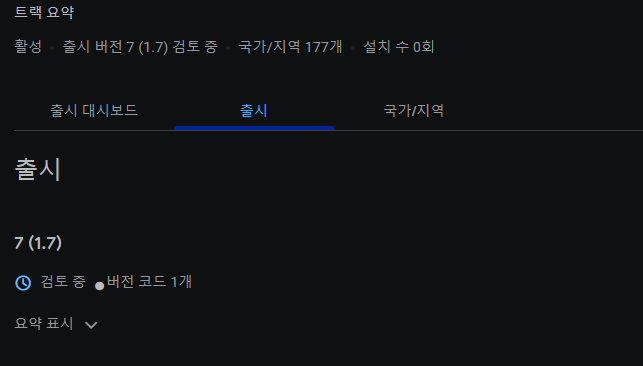 트랙 요약
활성 • 출시 버전 7 (1.7) 검토 중 • 국가/지역 177개 • 설치 수 0회
출시 대시보드 출시 국가/지역
출시
7 (1.7)
검토 중 ● 버전 코드 1개
요약 표시